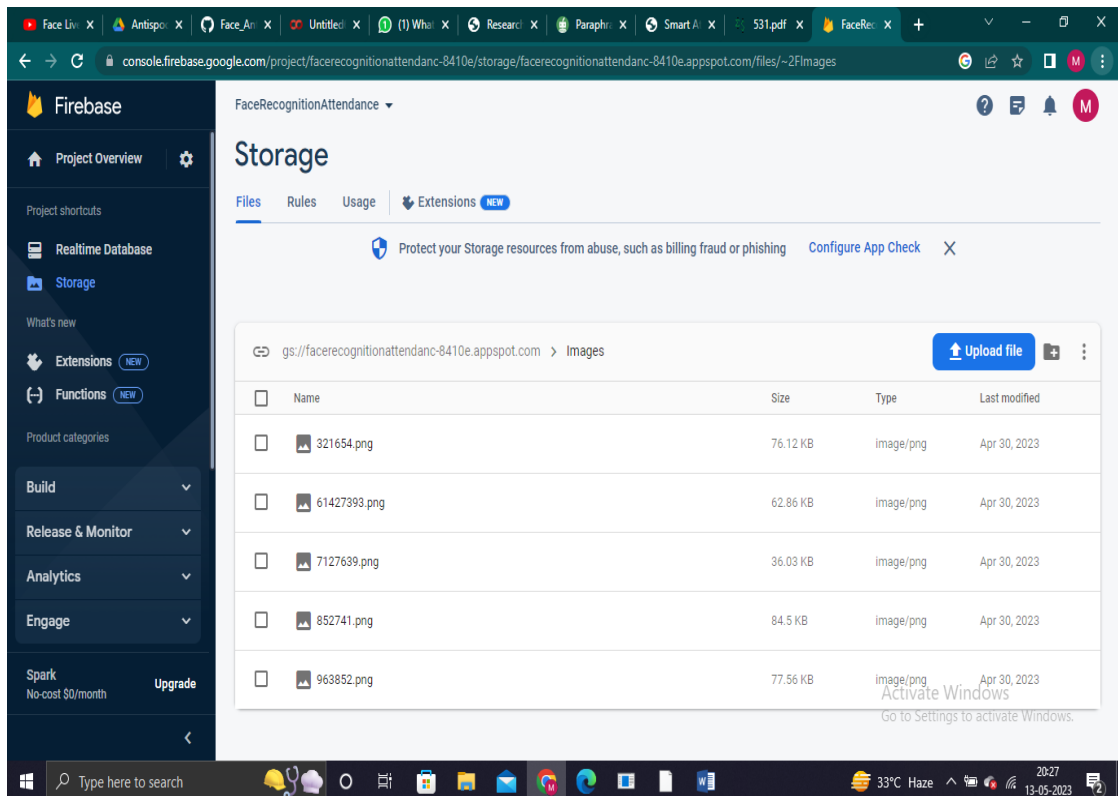 Face Liv
Antispo
Face_An
Untitled
(1) What
Research
Paraphra
Smart A
531.pdf
FaceRec
console.firebase.google.com/project/facerecognitionattendanc-8410e/storage/facerecognitionattendanc-8410e.appspot.com/files/~2FImages
M
Firebase
FaceRecognitionAttendance
M
Project Overview
Storage
Files Rules Usage Extensions NEW
Project shortcuts
Realtime Database
Protect your Storage resources from abuse, such as billing fraud or phishing Configure App Check
Storage
What's new
Extensions NEW
Functions NEW
Product categories
Build
Release & Monitor
Analytics
Engage
Spark
No-cost $0/month
Upgrade
gs://facerecognitionattendanc-8410e.appspot.com > Images
Upload file
Name Size Type Last modified
321654.png 76.12 KB image/png Apr 30, 2023
61427393.png 62.86 KB image/png Apr 30, 2023
7127639.png 36.03 KB image/png Apr 30, 2023
852741.png 84.5 KB image/png Apr 30, 2023
963852.png 77.56 KB image/png Apr 30, 2023
Activate Windows
Go to Settings to activate Windows.
Type here to search
33°C Haze
20:27
13-05-2023
2